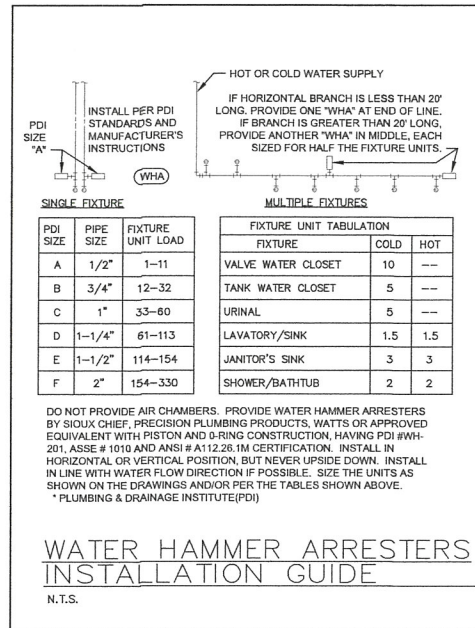 HOT OR COLD WATER SUPPLY
IF HORIZONTAL BRANCH IS LESS THAN 20'
LONG, PROVIDE ONE "WHA" AT END OF LINE.
IF BRANCH IS GREATER THAN 20' LONG,
PROVIDE ANOTHER "WHA" IN MIDDLE, EACH
SIZED FOR HALF THE FIXTURE UNITS.
PDI
SIZE
"A"
INSTALL PER PDI
STANDARDS AND
MANUFACTURER'S
INSTRUCTIONS
WHA
SINGLE FIXTURE
MULTIPLE FIXTURES
PDI SIZE PIPE SIZE FIXTURE UNIT LOAD
A 1/2" 1-11
B 3/4" 12-32
C 1" 33-60
D 1-1/4" 61-113
E 1-1/2" 114-154
F 2" 154-330
FIXTURE UNIT TABULATION
FIXTURE COLD HOT
VALVE WATER CLOSET 10 --
TANK WATER CLOSET 5 --
URINAL 5 --
LAVATORY/SINK 1.5 1.5
JANITOR'S SINK 3 3
SHOWER/BATHTUB 2 2
DO NOT PROVIDE AIR CHAMBERS. PROVIDE WATER HAMMER ARRESTERS
BY SIOUX CHIEF, PRECISION PLUMBING PRODUCTS, WATTS OR APPROVED
EQUIVALENT WITH PISTON AND 0-RING CONSTRUCTION, HAVING PDI #WH-
201, ASSE # 1010 AND ANSI # A112.26.1M CERTIFICATION. INSTALL IN
HORIZONTAL OR VERTICAL POSITION, BUT NEVER UPSIDE DOWN. INSTALL
IN LINE WITH WATER FLOW DIRECTION IF POSSIBLE. SIZE THE UNITS AS
SHOWN ON THE DRAWINGS AND/OR PER THE TABLES SHOWN ABOVE.
* PLUMBING & DRAINAGE INSTITUTE(PDI)
WATER HAMMER ARRESTERS
INSTALLATION GUIDE
N.T.S.